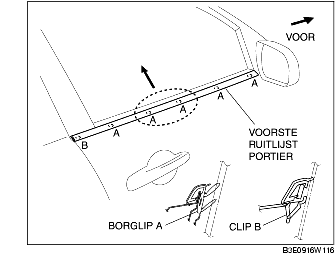 VOOR
A
A
A
A
A
B
VOORSTE
RUITLIJST
PORTIER
BORGLIP A
CLIP B
B3E0916W116